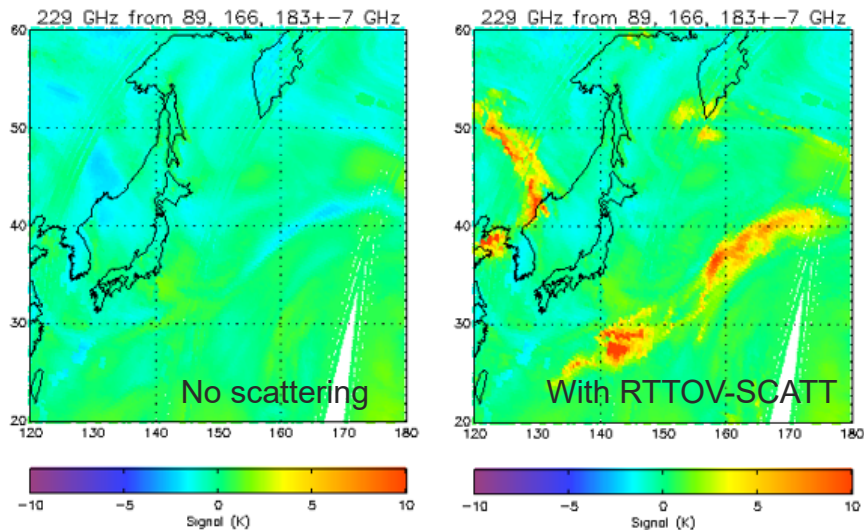 229 GHz from 89, 166, 183+-7 GHz
60
50
40
30
20
120 130 140 150 160 170 180
No scattering
-10 -5 0 5 10
Signal (K)
229 GHz from 89, 166, 183+-7 GHz
60
50
40
30
20
120 130 140 150 160 170 180
With RTTOV-SCATT
-10 -5 0 5 10
Signal (K)